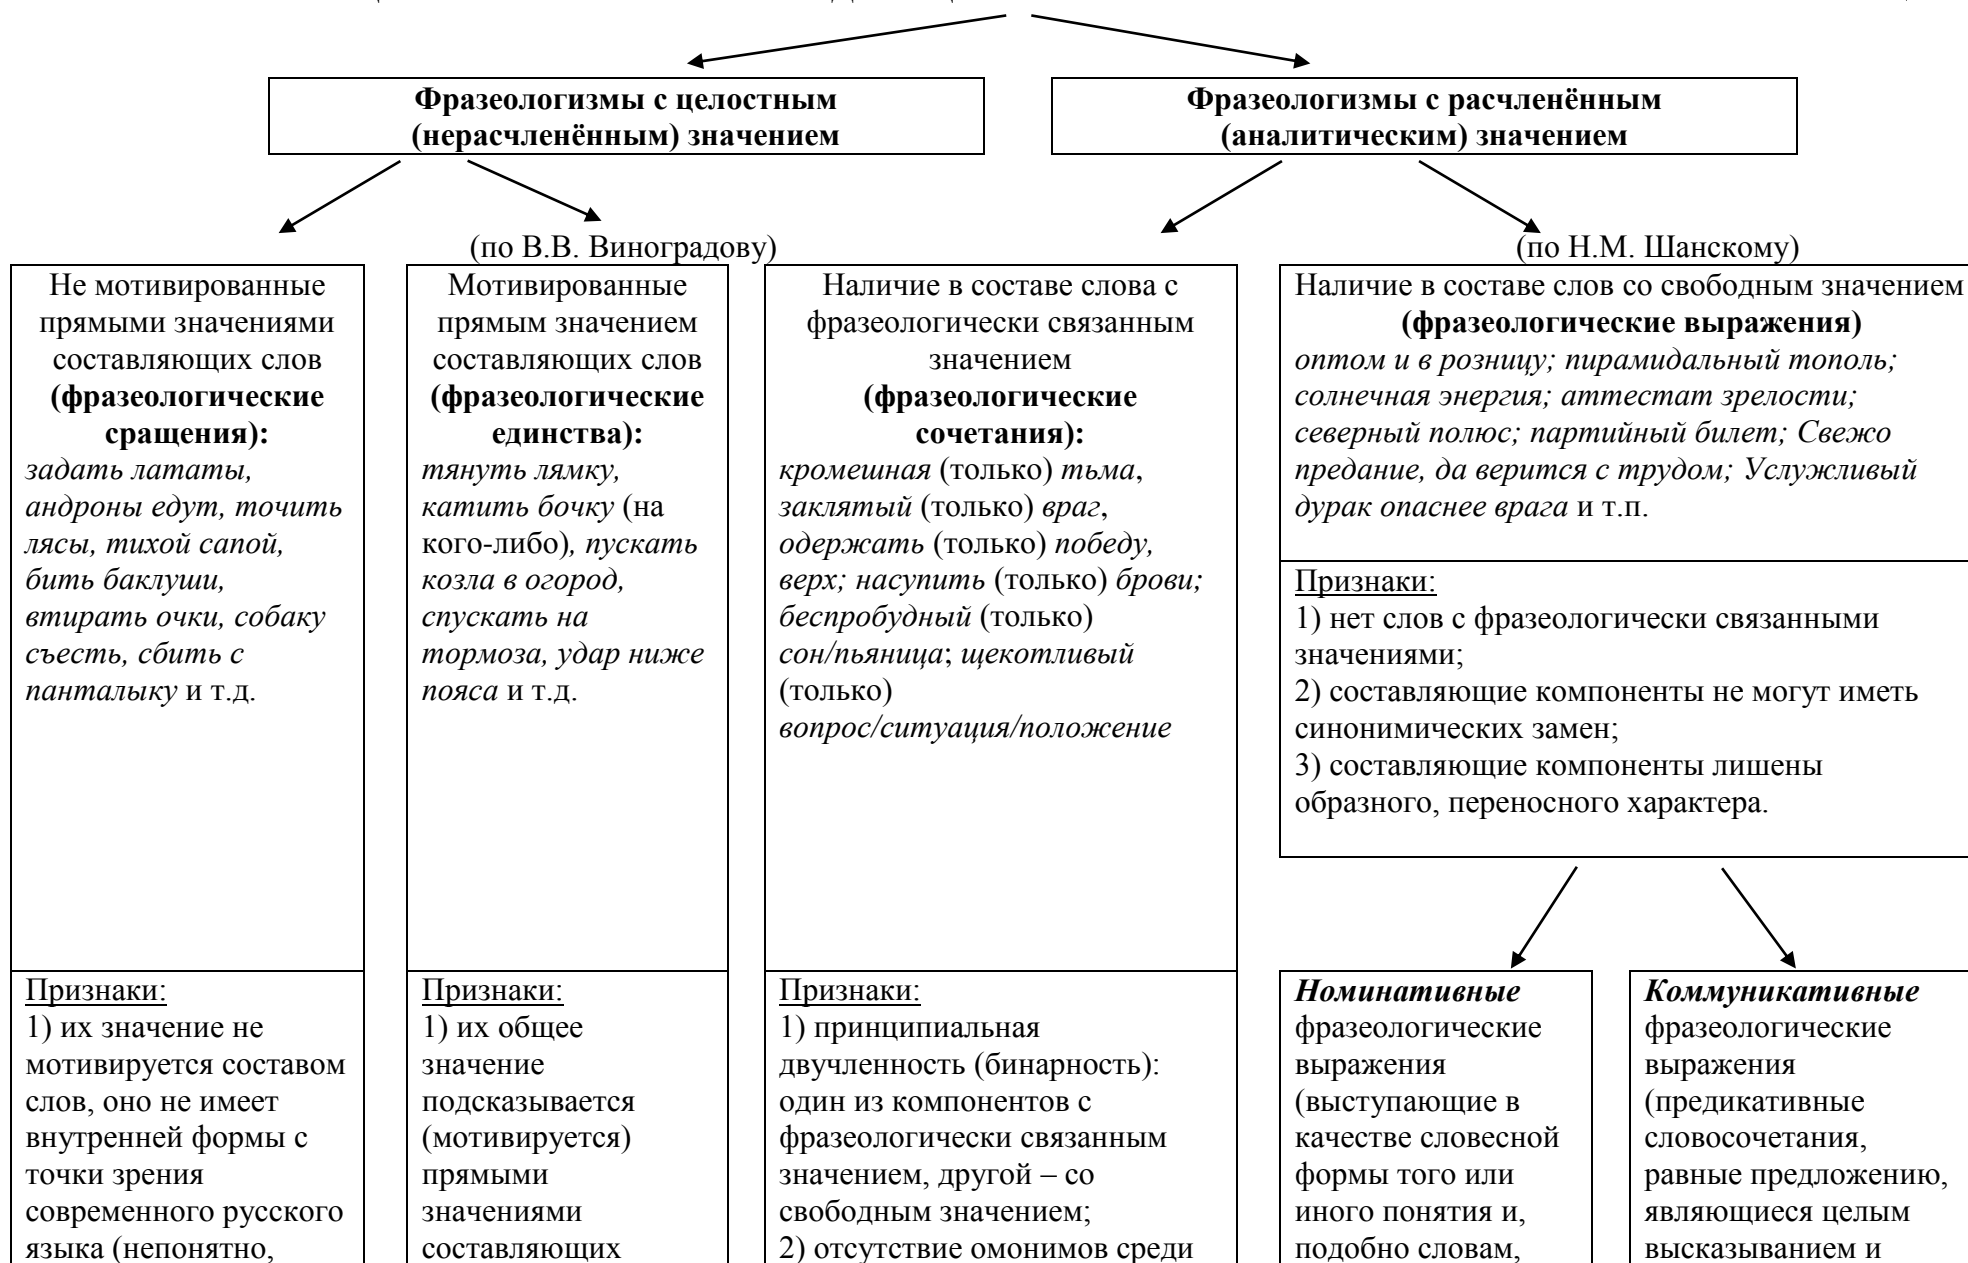 Фразеологизмы с целостным
(нерасчленённым) значением
Фразеологизмы с расчленённым
(аналитическим) значением
(по В.В. Виноградову)
(по Н.М. Шанскому)
Не мотивированные
прямыми значениями
составляющих слов
(фразеологические
сращения):
задать лататы,
андроны едут, точить
лясы, тихой сапой,
бить баклуши,
втирать очки, собаку
съесть, сбить с
панталыку и т.д.
Признаки:
1) их значение не
мотивируется составом
слов, оно не имеет
внутренней формы с
точки зрения
современного русского
языка (непонятно,
Мотивированные
прямым значением
составляющих слов
(фразеологические
единства):
тянуть лямку,
катить бочку (на
кого-либо), пускать
козла в огород,
спускать на
тормоза, удар ниже
пояса и т.д.
Признаки:
1) их общее
значение
подсказывается
(мотивируется)
прямыми
значениями
составляющих
Наличие в составе слова с
фразеологически связанным
значением
(фразеологические
сочетания):
кромешная (только) тьма,
заклятый (только) враг,
одержать (только) победу,
верх; насупить (только) брови;
беспробудный (только)
сон/пьяница; щекотливый
(только)
вопрос/ситуация/положение
Признаки:
1) принципиальная
двучленность (бинарность):
один из компонентов с
фразеологически связанным
значением, другой – со
свободным значением;
2) отсутствие омонимов среди
Наличие в составе слов со свободным значением
(фразеологические выражения)
оптом и в розницу; пирамидальный тополь;
солнечная энергия; аттестат зрелости;
северный полюс; партийный билет; Свежо
предание, да верится с трудом; Услужливый
дурак опаснее врага и т.п.
Признаки:
1) нет слов с фразеологически связанными
значениями;
2) составляющие компоненты не могут иметь
синонимических замен;
3) составляющие компоненты лишены
образного, переносного характера.
Номинативные
фразеологические
выражения
(выступающие в
качестве словесной
формы того или
иного понятия и,
подобно словам,
Коммуникативные
фразеологические
выражения
(предикативные
словосочетания,
равные предложению,
являющиеся целым
высказыванием и